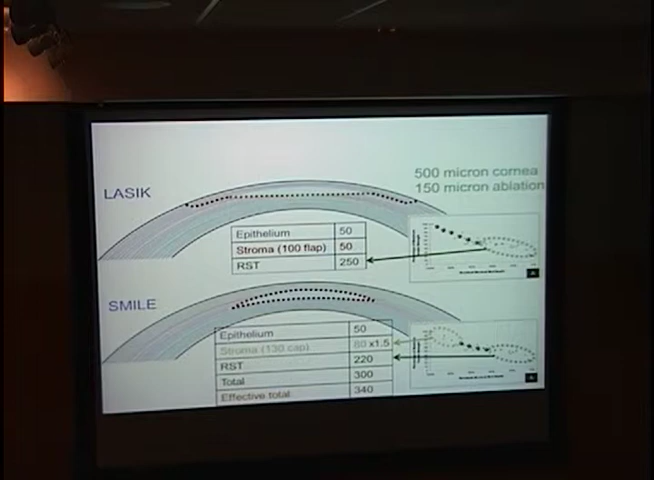 500 micron cornea
150 micron ablation
LASIK
Epithelium 50
Stroma (100 flap) 50
RST 250
SMILE
Epithelium 50
Stroma (130 cap) 80 x1.5
RST 220
Total 300
Effective total 340